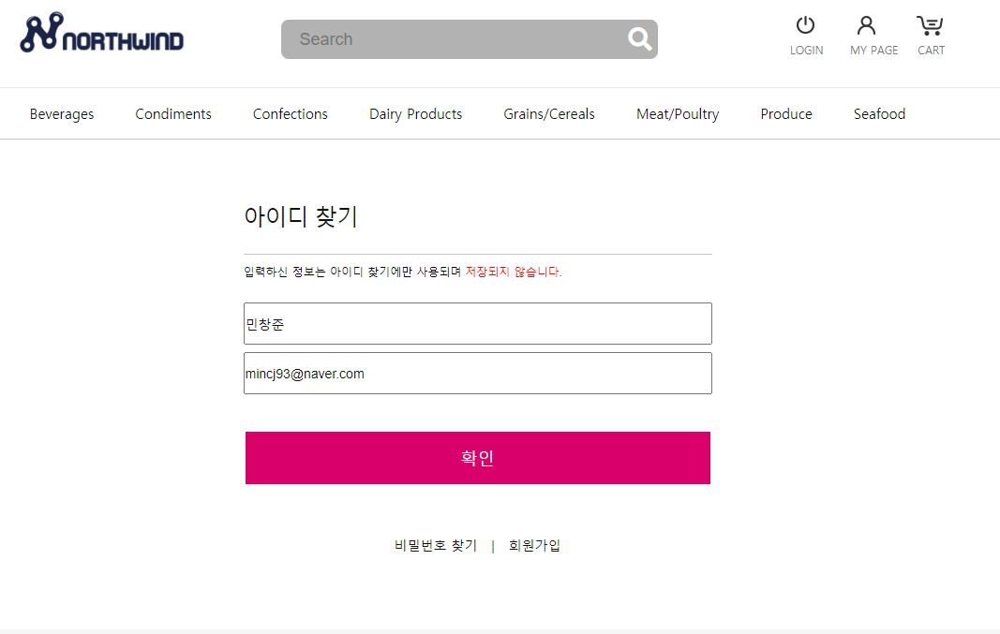 NORTHWIND
Search
LOGIN MY PAGE CART
Beverages Condiments Confections Dairy Products Grains/Cereals Meat/Poultry Produce Seafood
아이디 찾기
입력하신 정보는 아이디 찾기에만 사용되며 저장되지 않습니다.
민창준
mincj93@naver.com
확인
비밀번호 찾기 | 회원가입